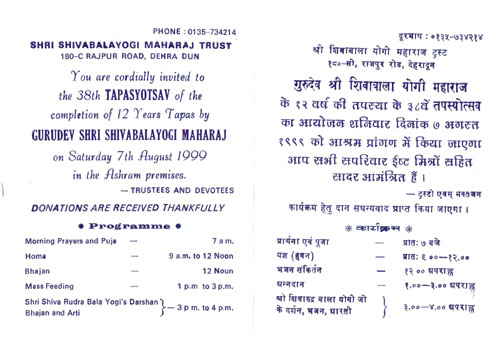 PHONE : 0135-734214
SHRI SHIVABALAYOGI MAHARAJ TRUST
180-C RAJPUR ROAD, DEHRA DUN
You are cordially invited to
the 38th TAPASYOTSAV of the
completion of 12 Years Tapas by
GURUDEV SHRI SHIVABALAYOGI MAHARAJ
on Saturday 7th August 1999
in the Ashram premises.
— TRUSTEES AND DEVOTEES
DONATIONS ARE RECEIVED THANKFULLY
● Programme ●
Morning Prayers and Puja - 7 a.m.
Homa - 9 a.m. to 12 Noon
Bhajan - 12 Noon
Mass Feeding - 1 p.m to 3 p.m.
Shri Shiva Rudra Bala Yogi's Darshan
Bhajan and Arti } — 3 p.m to 4 p.m.
दूरभाष : ०१३५-७३४२१४
श्री शिवाबाला योगी महाराज ट्रस्ट
१८०-सी, राजपुर रोड, देहरादून
गुरुदेव श्री शिवाबाला योगी महाराज
के १२ वर्ष की तपस्या के ३८वें तपस्योत्सव
का आयोजन शनिवार दिनांक ७ अगस्त
१९९९ को आश्रम प्रांगण में किया जाएगा
आप सभी सपरिवार ईष्ट मित्रों सहित
सादर आमंत्रित हैं ।
— ट्रस्टी एवम् भक्तजन
कार्यक्रम हेतु दान सधन्यवाद प्राप्त किया जाएगा ।
❋ कार्यक्रम ❋
प्रार्थना एवं पूजा — प्रातः ७ बजे
यज्ञ (हवन) — प्रातः ६ ००—१२.००
भजन संकिर्तन — १२ ०० अपराह्न
अन्नदान — १.००—३.०० अपराह्न
श्री शिवारुद्र बाला योगी जी
के दर्शन, भजन, आरती } ३.००—४.०० अपराह्न